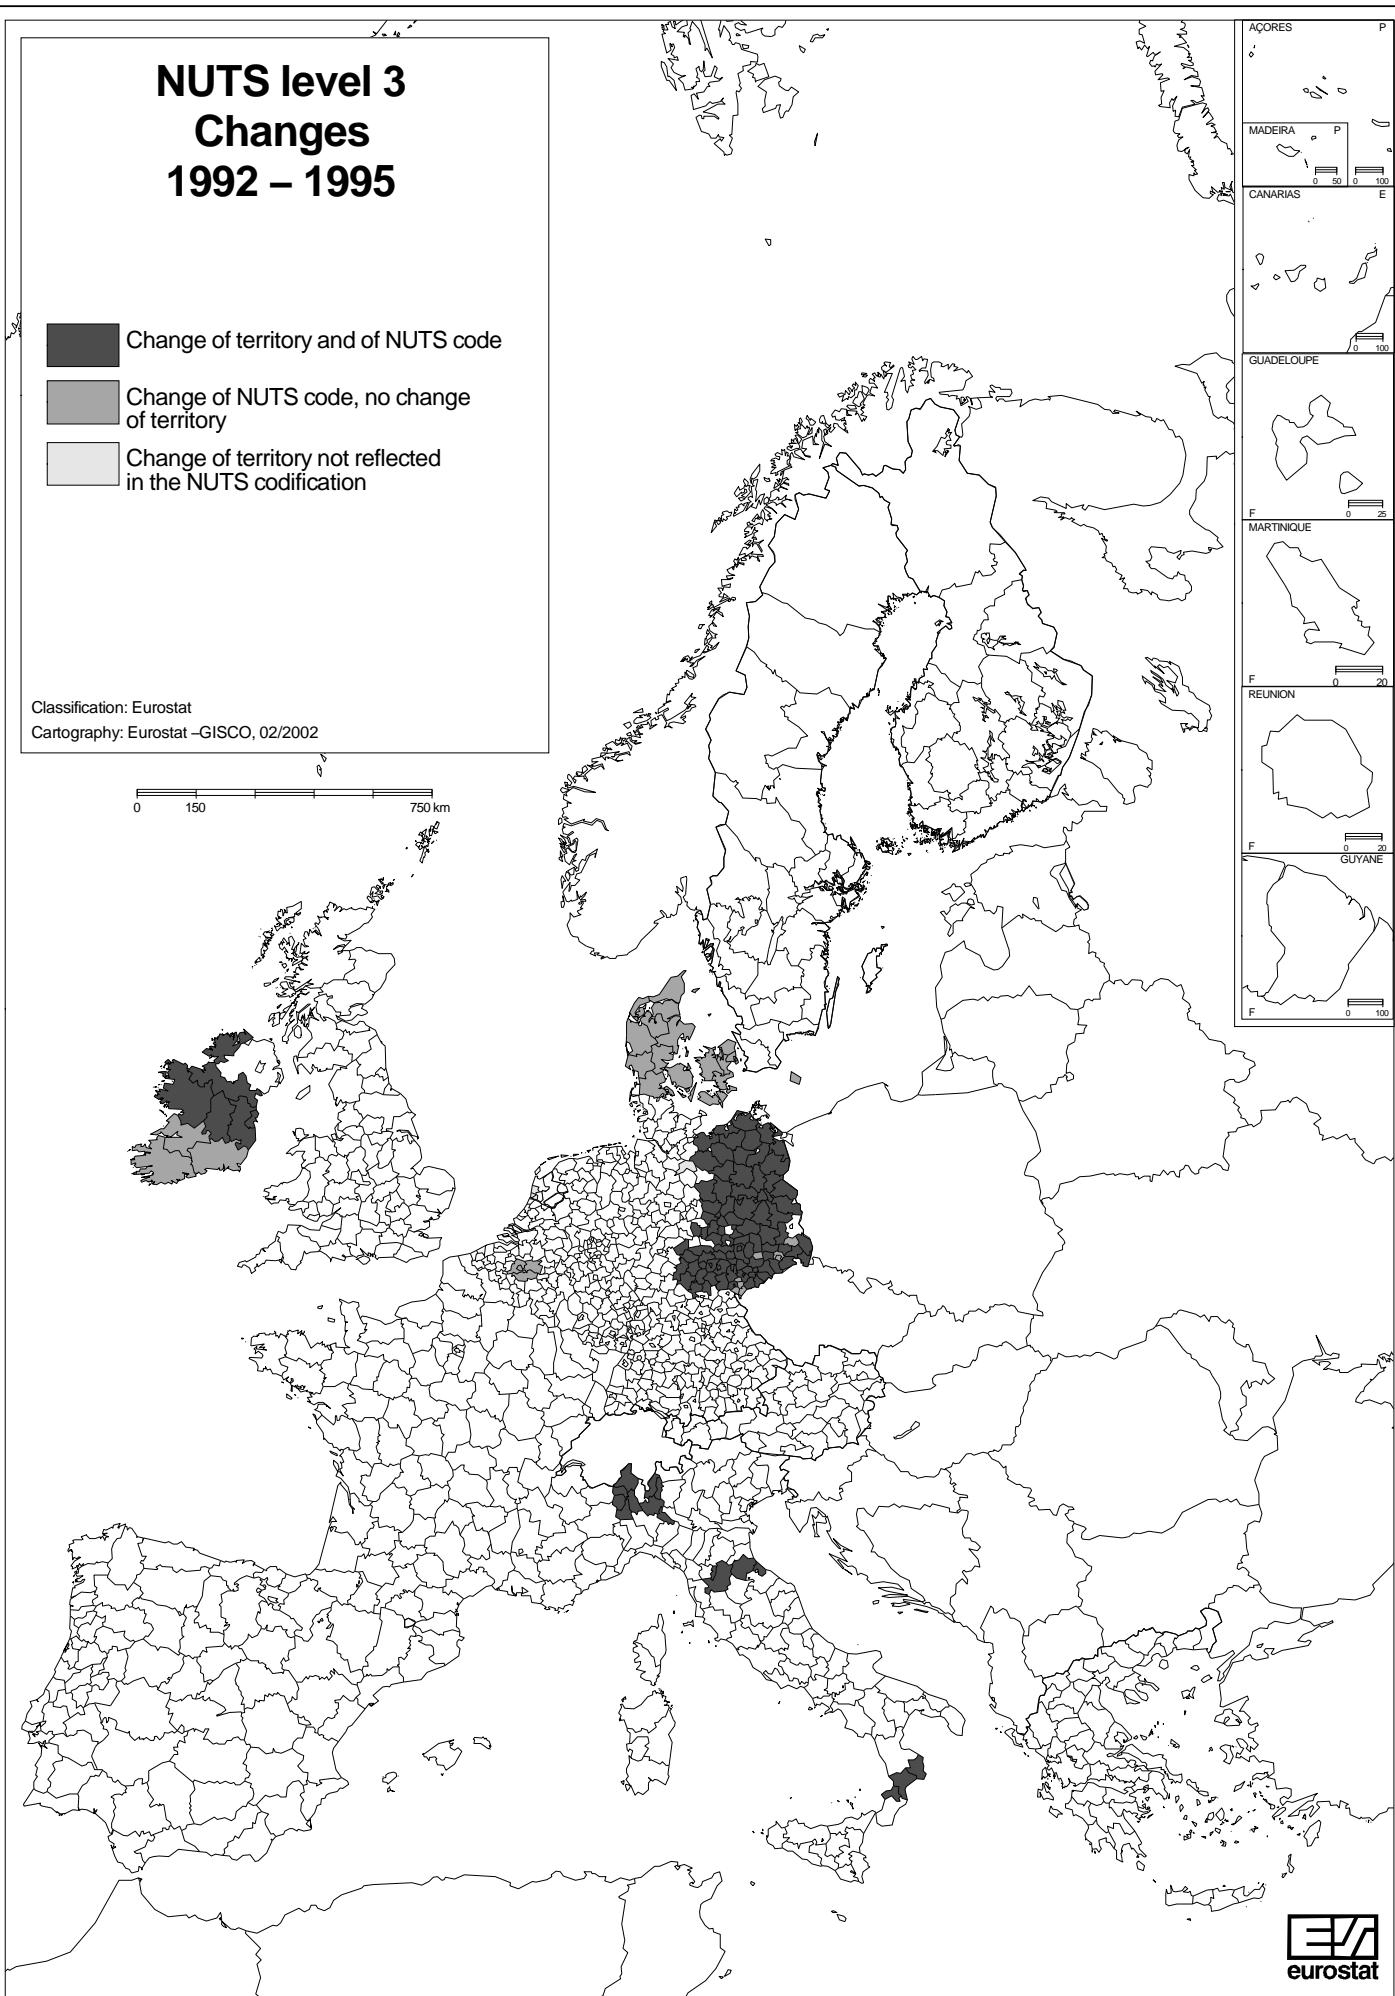 NUTS level 3
Changes
1992 – 1995
Change of territory and of NUTS code
Change of NUTS code, no change
of territory
Change of territory not reflected
in the NUTS codification
Classification: Eurostat
Cartography: Eurostat –GISCO, 02/2002
0 150 750 km
AÇORES P
MADEIRA P
0 50 0 100
CANARIAS E
0 100
GUADELOUPE
F 0 25
MARTINIQUE
F 0 20
REUNION
F 0 20
GUYANE
F 0 100
eurostat